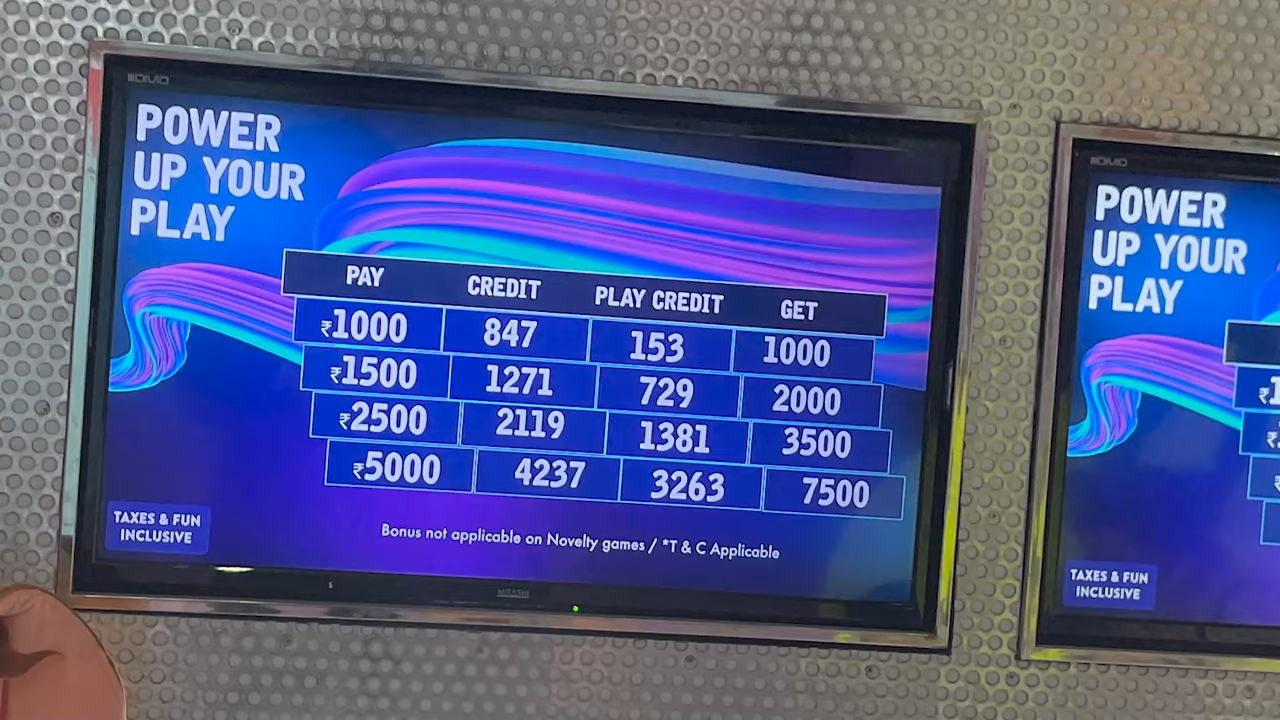 POWER
UP YOUR
PLAY
PAY CREDIT PLAY CREDIT GET
₹1000 847 153 1000
₹1500 1271 729 2000
₹2500 2119 1381 3500
₹5000 4237 3263 7500
TAXES & FUN
INCLUSIVE
Bonus not applicable on Novelty games / *T & C Applicable
MITASHI
POWER
UP YOUR
PLAY
₹1
₹
₹
TAXES & FUN
INCLUSIVE